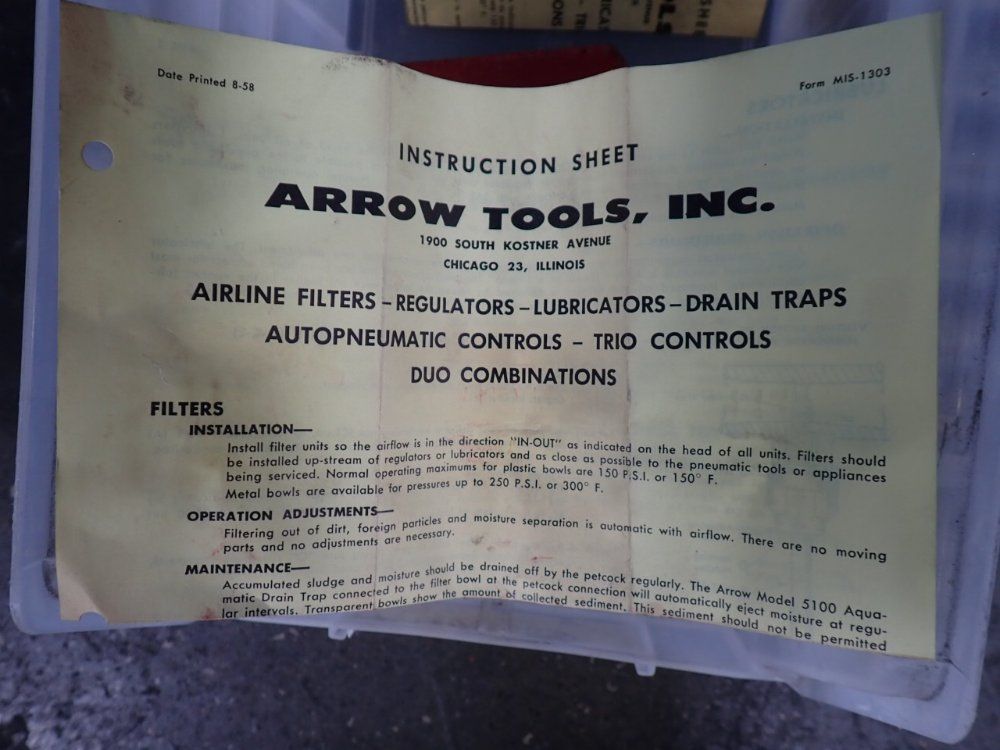 Date Printed 8-58
Form MIS-1303
INSTRUCTION SHEET
ARROW TOOLS, INC.
1900 SOUTH KOSTNER AVENUE
CHICAGO 23, ILLINOIS
AIRLINE FILTERS – REGULATORS – LUBRICATORS – DRAIN TRAPS
AUTOPNEUMATIC CONTROLS – TRIO CONTROLS
DUO COMBINATIONS
FILTERS
INSTALLATION—
Install filter units so the airflow is in the direction "IN-OUT" as indicated on the head of all units. Filters should
be installed up-stream of regulators or lubricators and as close as possible to the pneumatic tools or appliances
being serviced. Normal operating maximums for plastic bowls are 150 P.S.I. or 150° F.
Metal bowls are available for pressures up to 250 P.S.I. or 300° F.
OPERATION ADJUSTMENTS—
Filtering out of dirt, foreign particles and moisture separation is automatic with airflow. There are no moving
parts and no adjustments are necessary.
MAINTENANCE—
Accumulated sludge and moisture should be drained off by the petcock regularly. The Arrow Model 5100 Aqua-
matic Drain Trap connected to the filter bowl at the petcock connection will automatically eject moisture at regu-
lar intervals. Transparent bowls show the amount of collected sediment. This sediment should not be permitted